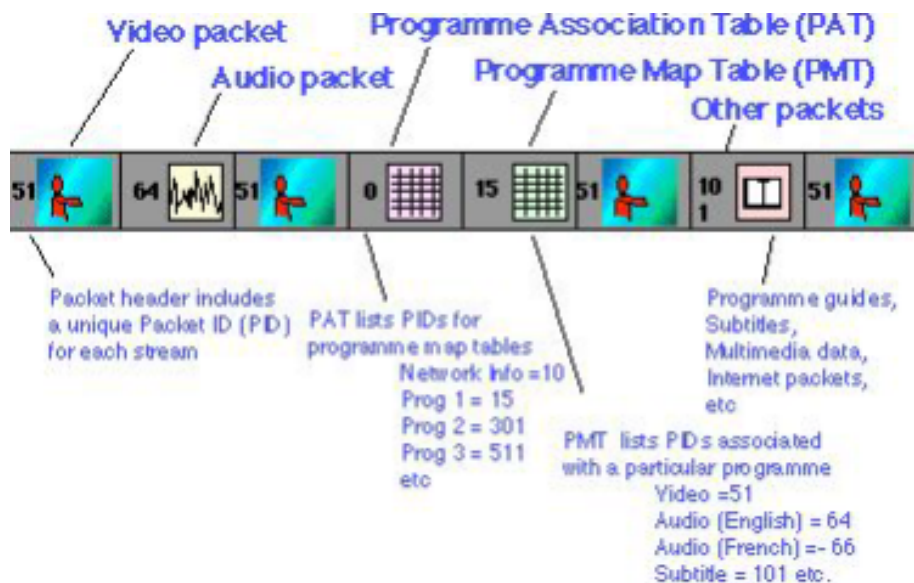 Video packet
Programme Association Table (PAT)
Audio packet
Programme Map Table (PMT)
Other packets
51
64
51
0
15
51
10
1
51
Packet header includes
a unique Packet ID (PID)
for each stream
PAT lists PIDs for
programme map tables
Network Info =10
Prog 1 = 15
Prog 2 = 301
Prog 3 = 511
etc
Programme guides,
Subtitles,
Multimedia data,
Internet packets,
etc
PMT lists PIDs associated
with a particular programme
Video =51
Audio (English) = 64
Audio (French) =- 66
Subtitle = 101 etc.